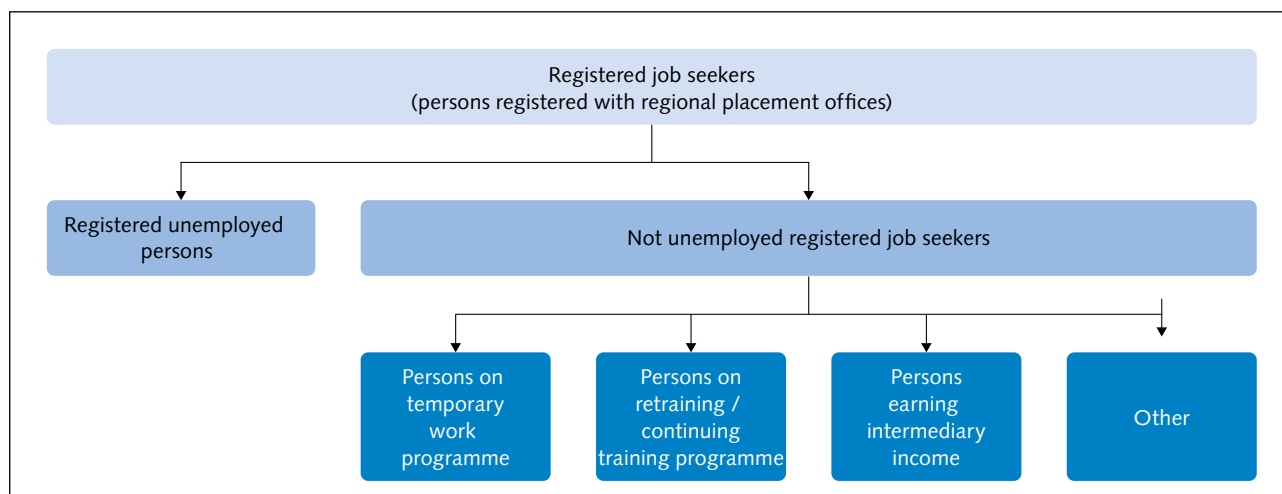 Registered job seekers
(persons registered with regional placement offices)
Registered unemployed
persons
Not unemployed registered job seekers
Persons on
temporary
work
programme
Persons on
retraining /
continuing
training programme
Persons
earning
intermediary
income
Other